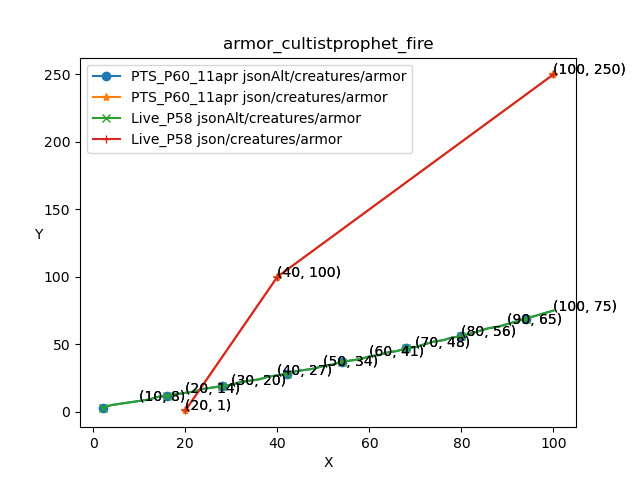 armor_cultistprophet_fire
PTS_P60_11apr jsonAlt/creatures/armor
PTS_P60_11apr json/creatures/armor
Live_P58 jsonAlt/creatures/armor
Live_P58 json/creatures/armor
(100, 250)
(40, 100)
(100, 75)
(90, 65)
(80, 56)
(70, 48)
(60, 41)
(50, 34)
(40, 27)
(30, 20)
(20, 14)
(10, 8)
(20, 1)
250
200
150
100
50
0
Y
0 20 40 60 80 100
X